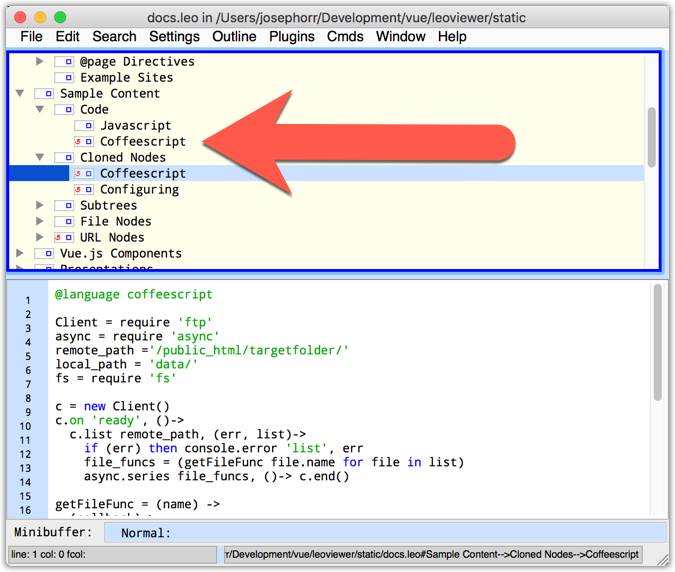 docs.leo in /Users/josephorr/Development/vue/leoviewer/static
File Edit Search Settings Outline Plugins Cmds Window Help
@page Directives
Example Sites
Sample Content
Code
Javascript
Coffeescript
Cloned Nodes
Coffeescript
Configuring
Subtrees
File Nodes
URL Nodes
Vue.js Components
Presentations
1 @language coffeescript
2
3 Client = require 'ftp'
4 async = require 'async'
5 remote_path ='/public_html/targetfolder/'
6 local_path = 'data/'
7 fs = require 'fs'
8
9 c = new Client()
10 c.on 'ready', ()->
11 c.list remote_path, (err, list)->
12 if (err) then console.error 'list', err
13 file_funcs = (getFileFunc file.name for file in list)
14 async.series file_funcs, ()-> c.end()
15
16 getFileFunc = (name) ->
Minibuffer: Normal:
line: 1 col: 0 fcol:
r/Development/vue/leoviewer/static/docs.leo#Sample Content-->Cloned Nodes-->Coffeescript